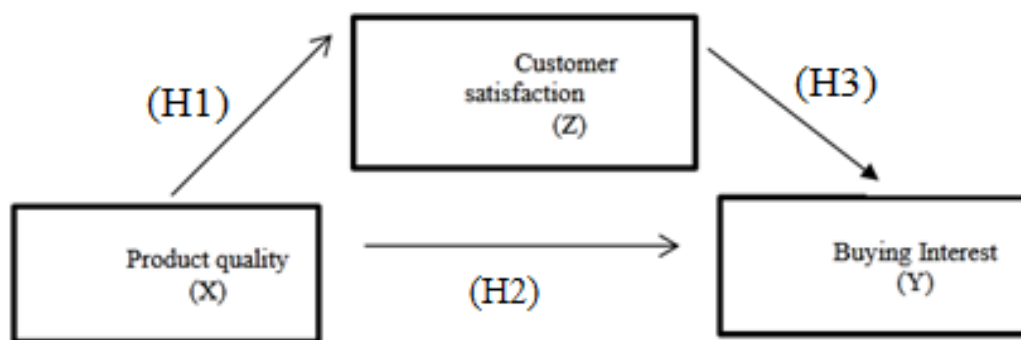 Customer
satisfaction
(Z)
(H1)
(H3)
Product quality
(X)
(H2)
Buying Interest
(Y)